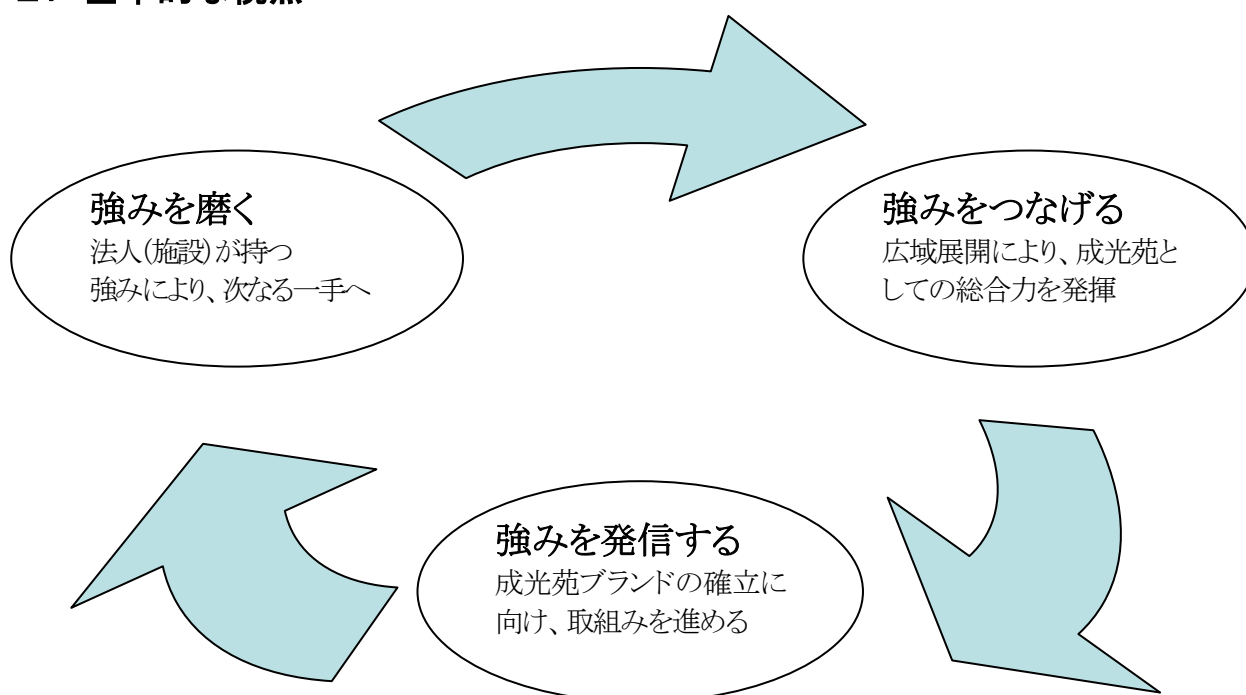 強みを磨く
法人(施設)が持つ
強みにより、次なる一手へ
強みをつなげる
広域展開により、成光苑と
しての総合力を発揮
強みを発信する
成光苑ブランドの確立に
向け、取組みを進める